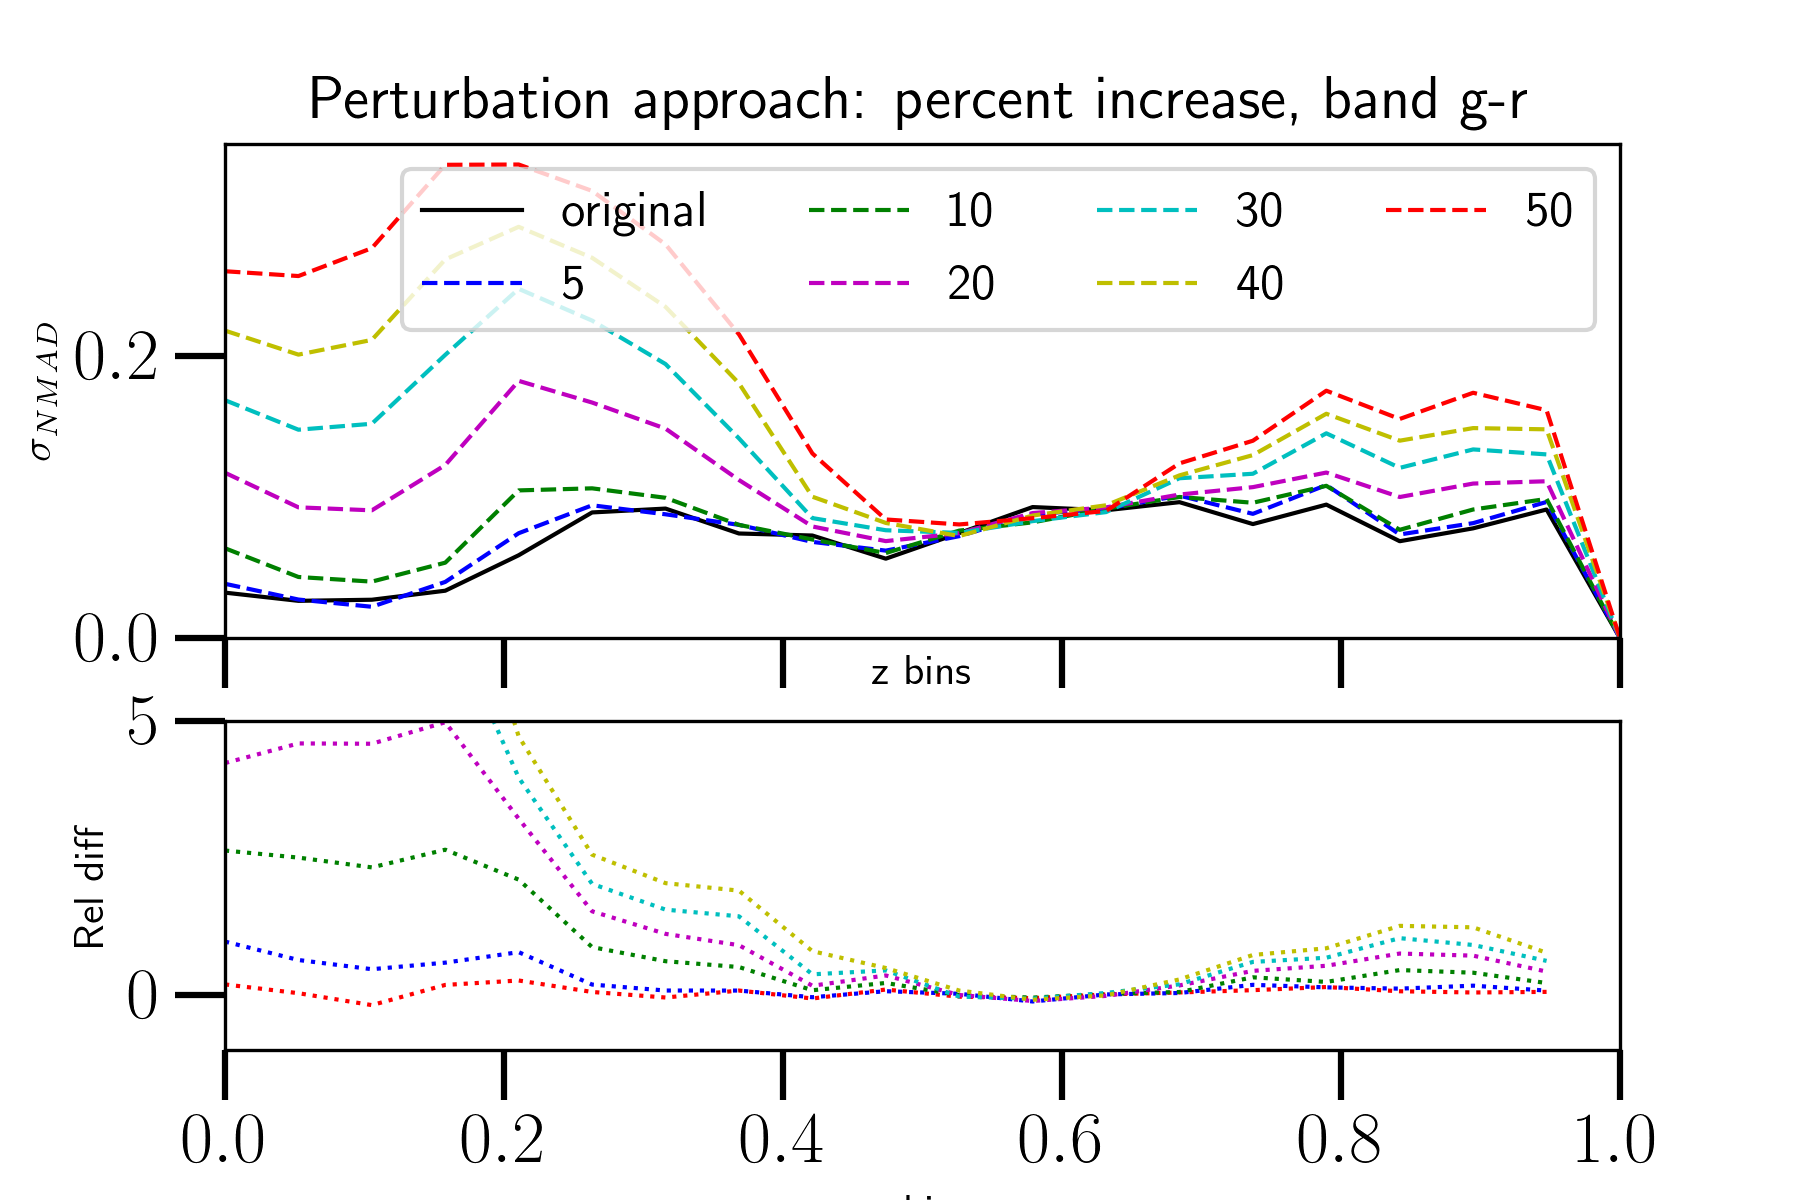 Perturbation approach: percent increase, band g-r
original 10 30 50
5 20 40
σNMAD
0.2
0.0
z bins
5
Rel diff
0
0.0 0.2 0.4 0.6 0.8 1.0